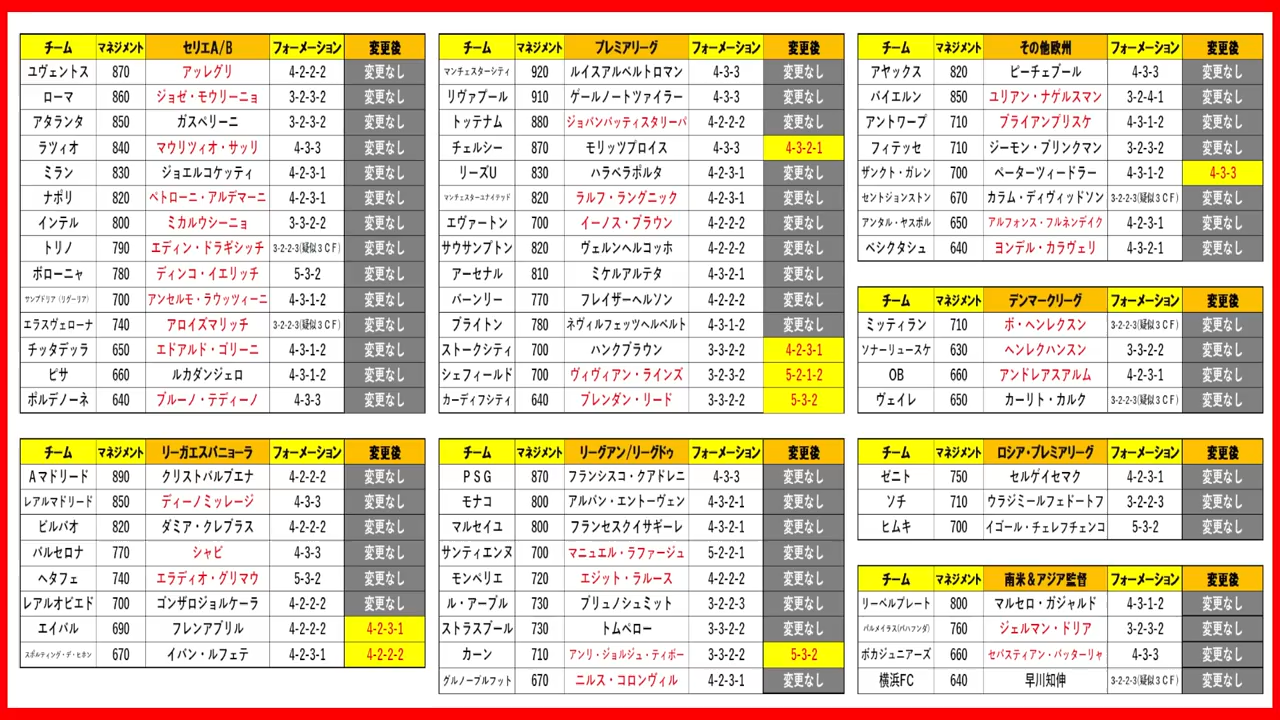 チーム マネジメント セリエA/B フォーメーション 変更後
ユヴェントス 870 アッレグリ 4-2-2-2 変更なし
ローマ 860 ジョゼ・モウリーニョ 3-2-3-2 変更なし
アタランタ 850 ガスペリーニ 3-2-3-2 変更なし
ラツィオ 840 マウリツィオ・サッリ 4-3-3 変更なし
ミラン 830 ジョエルコケッティ 4-2-3-1 変更なし
ナポリ 820 ペトローニ・アルデマーニ 4-2-3-1 変更なし
インテル 800 ミカルウシーニョ 3-3-2-2 変更なし
トリノ 790 エディン・ドラギシッチ 3-2-2-3(疑似3CF) 変更なし
ボローニャ 780 ディンコ・イエリッチ 5-3-2 変更なし
サンプドリア(リグーリア) 700 アンセルモ・ラウッツィーニ 4-3-1-2 変更なし
エラスヴェローナ 740 アロイズマリッチ 3-2-2-3(疑似3CF) 変更なし
チッタデッラ 650 エドアルド・ゴリーニ 4-3-1-2 変更なし
ピサ 660 ルカダンジェロ 4-3-1-2 変更なし
ポルデノーネ 640 ブルーノ・テディーノ 4-3-3 変更なし
チーム マネジメント プレミアリーグ フォーメーション 変更後
マンチェスターシティ 920 ルイスアルベルトロマン 4-3-3 変更なし
リヴァプール 910 ゲールノートツァイラー 4-3-3 変更なし
トッテナム 880 ジョバンバッティスタリーパ 4-2-2-2 変更なし
チェルシー 870 モリッツブロイス 4-3-3 4-3-2-1
リーズU 830 ハラベラポルタ 4-2-3-1 変更なし
マンチェスターユナイテッド 820 ラルフ・ラングニック 4-2-3-1 変更なし
エヴァートン 700 イーノス・ブラウン 4-2-2-2 変更なし
サウサンプトン 820 ヴェルンヘルコッホ 4-2-2-2 変更なし
アーセナル 810 ミケルアルテタ 4-3-2-1 変更なし
バーンリー 770 フレイザーヘルソン 4-2-2-2 変更なし
ブライトン 780 ネヴィルフェッツヘルベルト 4-3-1-2 変更なし
ストークシティ 700 ハンクブラウン 3-3-2-2 4-2-3-1
シェフィールド 700 ヴィヴィアン・ラインズ 3-2-3-2 5-2-1-2
カーディフシティ 640 ブレンダン・リード 3-3-2-2 5-3-2
チーム マネジメント その他欧州 フォーメーション 変更後
アヤックス 820 ピーチェプール 4-3-3 変更なし
バイエルン 850 ユリアン・ナゲルスマン 3-2-4-1 変更なし
アントワープ 710 ブライアンプリスケ 4-3-1-2 変更なし
フィテッセ 710 ジーモン・ブリンクマン 3-2-3-2 変更なし
ザンクト・ガレン 700 ペーターツィードラー 4-3-1-2 4-3-3
セントジョンストン 670 カラム・ディヴィッドソン 3-2-2-3(疑似3CF) 変更なし
アンタル・ヤスポル 650 アルフォンス・フルネンデイク 4-2-3-1 変更なし
ベシクタシュ 640 ヨンデル・カラヴェリ 4-3-2-1 変更なし
チーム マネジメント デンマークリーグ フォーメーション 変更後
ミッティラン 710 ボ・ヘンレクスン 3-2-2-3(疑似3CF) 変更なし
ソナーリュースケ 630 ヘンレクハンスン 3-3-2-2 変更なし
OB 660 アンドレアスアルム 4-2-3-1 変更なし
ヴェイレ 650 カーリト・カルク 3-2-2-3(疑似3CF) 変更なし
チーム マネジメント リーガエスパニョーラ フォーメーション 変更後
Aマドリード 890 クリストバルプエナ 4-2-2-2 変更なし
レアルマドリード 850 ディーノミッレージ 4-3-3 変更なし
ビルバオ 820 ダミア・クレブラス 4-2-2-2 変更なし
バルセロナ 770 シャビ 4-3-3 変更なし
ヘタフェ 740 エラディオ・グリマウ 5-3-2 変更なし
レアルオビエド 700 ゴンザロジョルケーラ 4-2-2-2 変更なし
エイバル 690 フレンアブリル 4-2-2-2 4-2-3-1
スポルティング・デ・ヒホン 670 イバン・ルフェテ 4-2-3-1 4-2-2-2
チーム マネジメント リーグアン/リーグドゥ フォーメーション 変更後
PSG 870 フランシスコ・クアドレニ 4-3-3 変更なし
モナコ 800 アルバン・エントーヴェン 4-3-2-1 変更なし
マルセイユ 800 フランセスクイサギーレ 4-3-2-1 変更なし
サンティエンヌ 700 マニュエル・ラファージュ 5-2-2-1 変更なし
モンペリエ 720 エジット・ラルース 4-2-2-2 変更なし
ル・アーブル 730 ブリュノシュミット 3-2-2-3 変更なし
ストラスブール 730 トムペロー 3-3-2-2 変更なし
カーン 710 アンリ・ジョルジュ・ティボー 3-3-2-2 5-3-2
グルノーブルフット 670 ニルス・コロンヴィル 4-2-3-1 変更なし
チーム マネジメント ロシア・プレミアリーグ フォーメーション 変更後
ゼニト 750 セルゲイセマク 4-2-3-1 変更なし
ソチ 710 ウラジミールフェドートフ 3-2-2-3 変更なし
ヒムキ 700 イゴール・チェレフチェンコ 5-3-2 変更なし
チーム マネジメント 南米&アジア監督 フォーメーション 変更後
リーベルプレート 800 マルセロ・ガジャルド 4-3-1-2 変更なし
パルメイラス(パハフンダ) 760 ジェルマン・ドリア 3-2-3-2 変更なし
ボカジュニアーズ 660 セバスティアン・バッターリャ 4-3-3 変更なし
横浜FC 640 早川知伸 3-2-2-3(疑似3CF) 変更なし